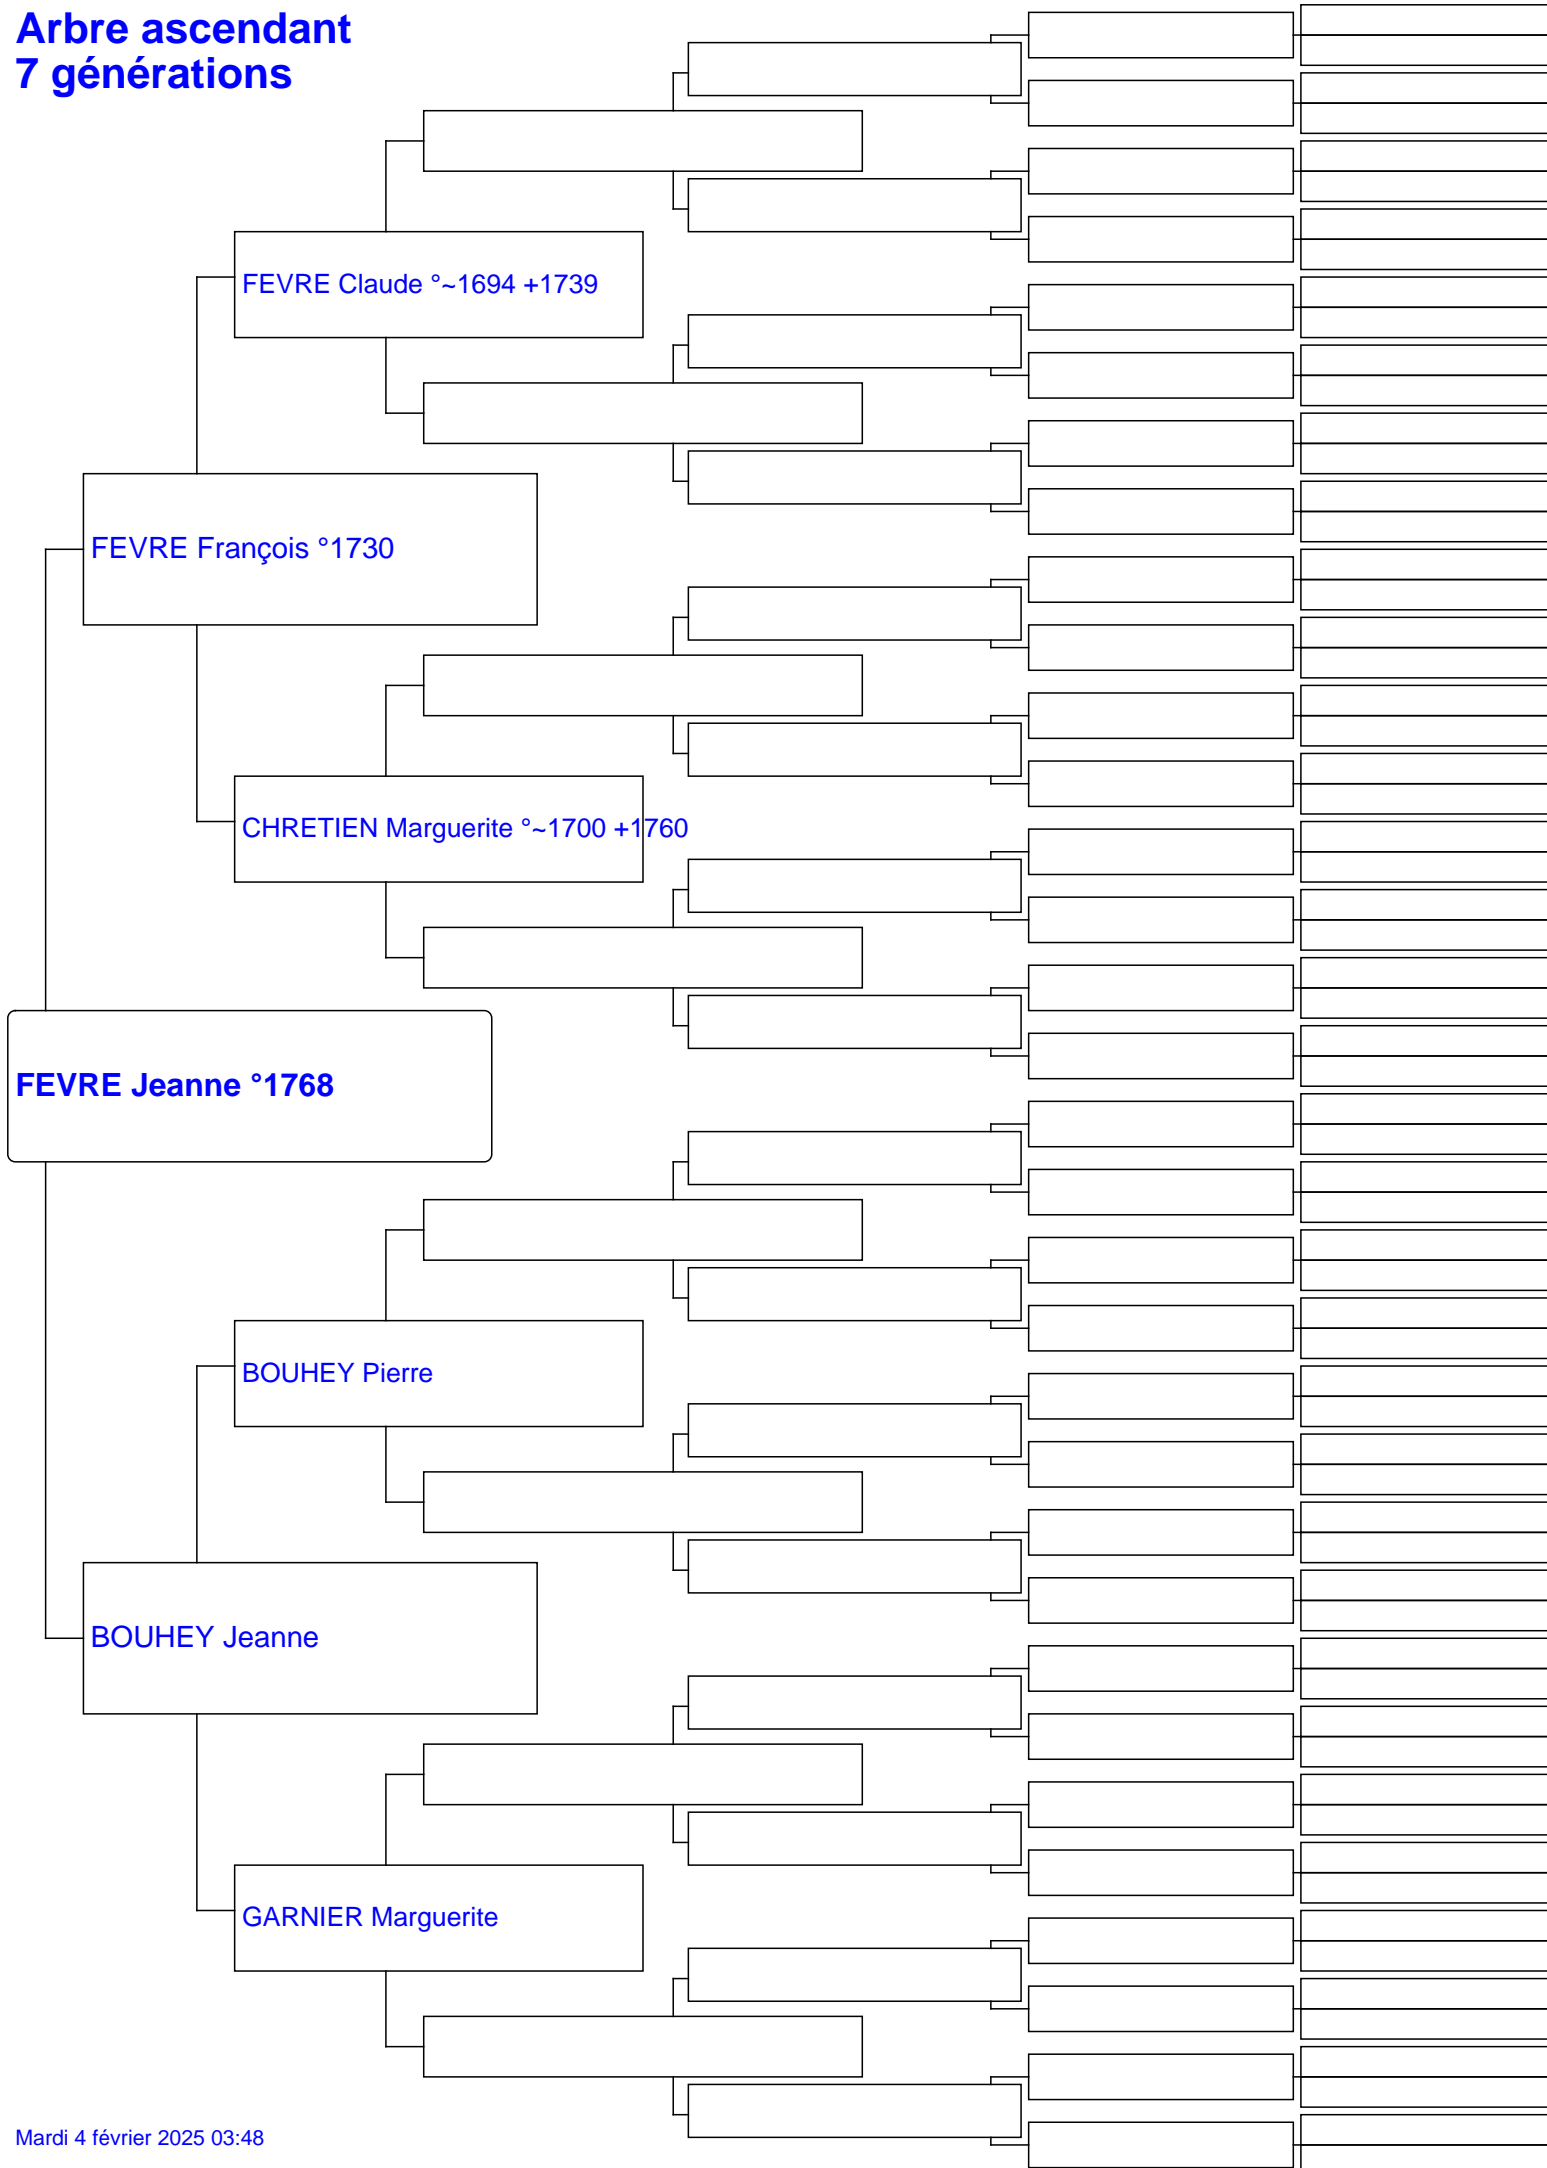 Arbre ascendant
7 générations
FEVRE Claude °~1694 +1739
FEVRE François °1730
CHRETIEN Marguerite °~1700 +1760
FEVRE Jeanne °1768
BOUHEY Pierre
BOUHEY Jeanne
GARNIER Marguerite
Mardi 4 février 2025 03:48